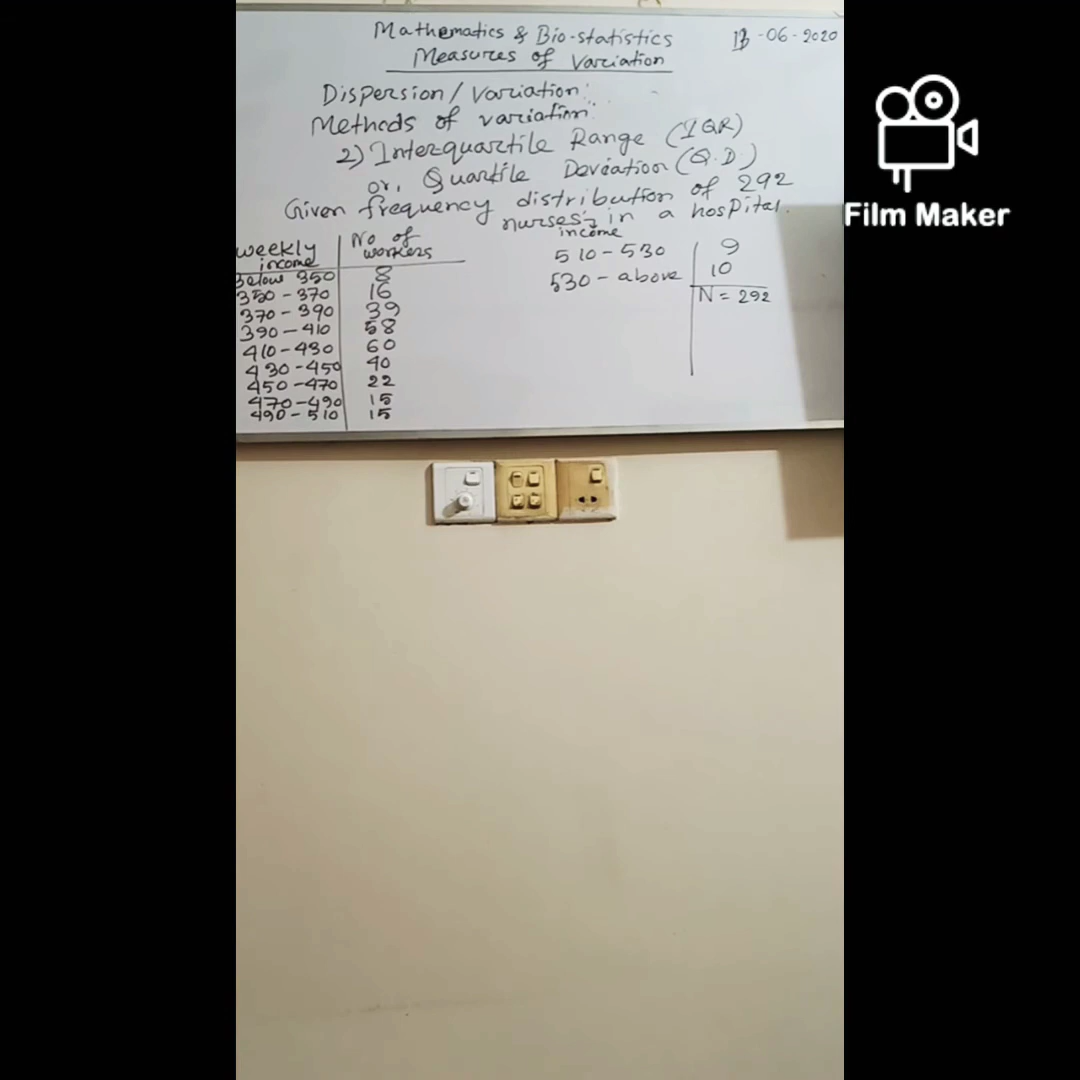 Mathematics & Bio-statistics 13-06-2020
Measures of Variation
Dispersion/Variation:
Methods of variation:
2) Interquartile Range (IQR)
or, Quartile Deviation (Q.D.)
Given frequency distribution of 292
nurses's in a hospital.
income
weekly income | No of workers
Below 350 | 8
350 - 370 | 16
370 - 390 | 39
390 - 410 | 58
410 - 430 | 60
430 - 450 | 40
450 - 470 | 22
470 - 490 | 15
490 - 510 | 15
510 - 530 | 9
530 - above | 10
N = 292
Film Maker